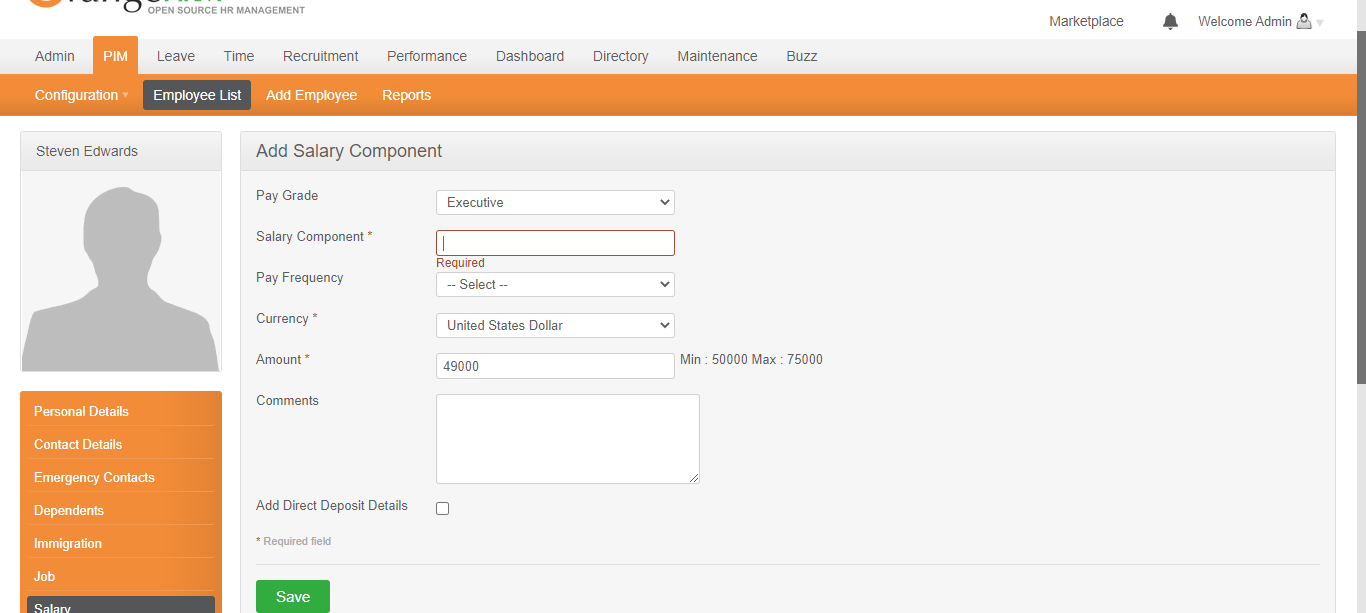 OPEN SOURCE HR MANAGEMENT
Marketplace Welcome Admin
Admin PIM Leave Time Recruitment Performance Dashboard Directory Maintenance Buzz
Configuration Employee List Add Employee Reports
Steven Edwards
Add Salary Component
Pay Grade Executive
Salary Component *
Required
Pay Frequency -- Select --
Currency * United States Dollar
Amount * 49000 Min : 50000 Max : 75000
Comments
Add Direct Deposit Details
* Required field
Save
Personal Details
Contact Details
Emergency Contacts
Dependents
Immigration
Job
Salary